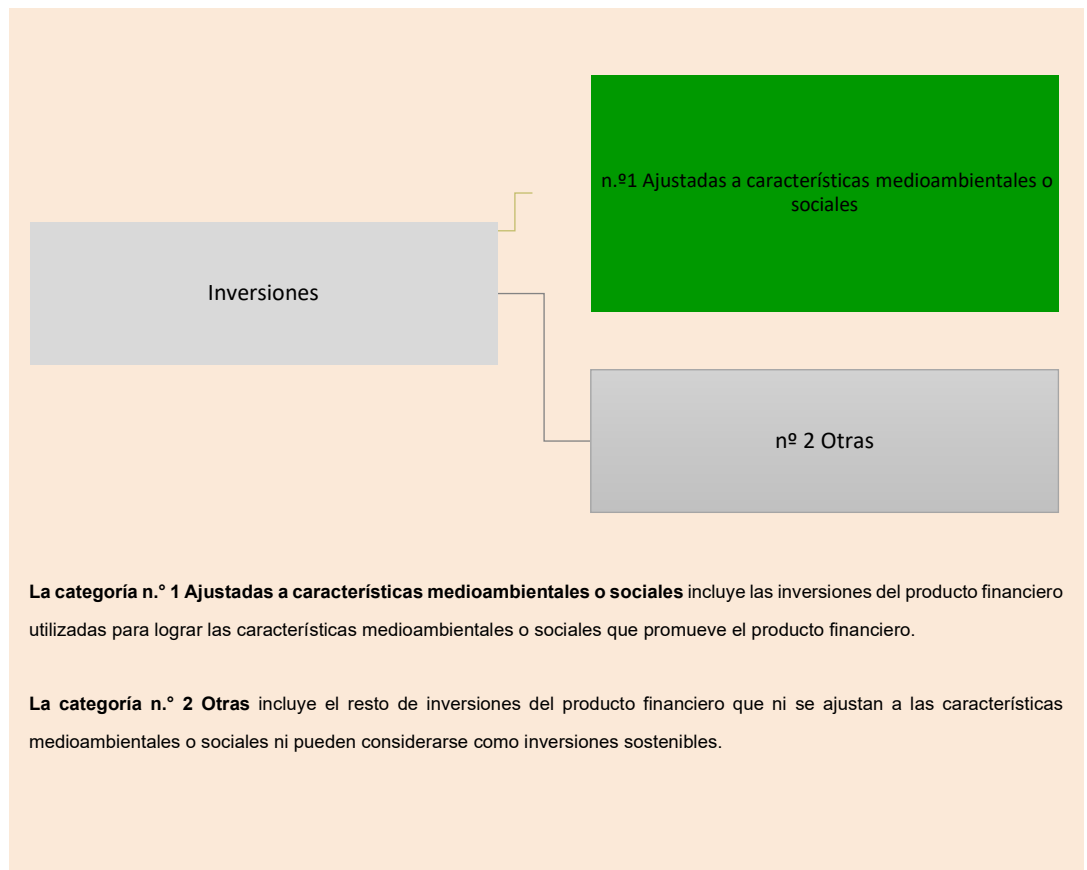 n.º1 Ajustadas a características medioambientales o
sociales
Inversiones
nº 2 Otras
La categoría n.° 1 Ajustadas a características medioambientales o sociales incluye las inversiones del producto financiero
utilizadas para lograr las características medioambientales o sociales que promueve el producto financiero.
La categoría n.° 2 Otras incluye el resto de inversiones del producto financiero que ni se ajustan a las características
medioambientales o sociales ni pueden considerarse como inversiones sostenibles.